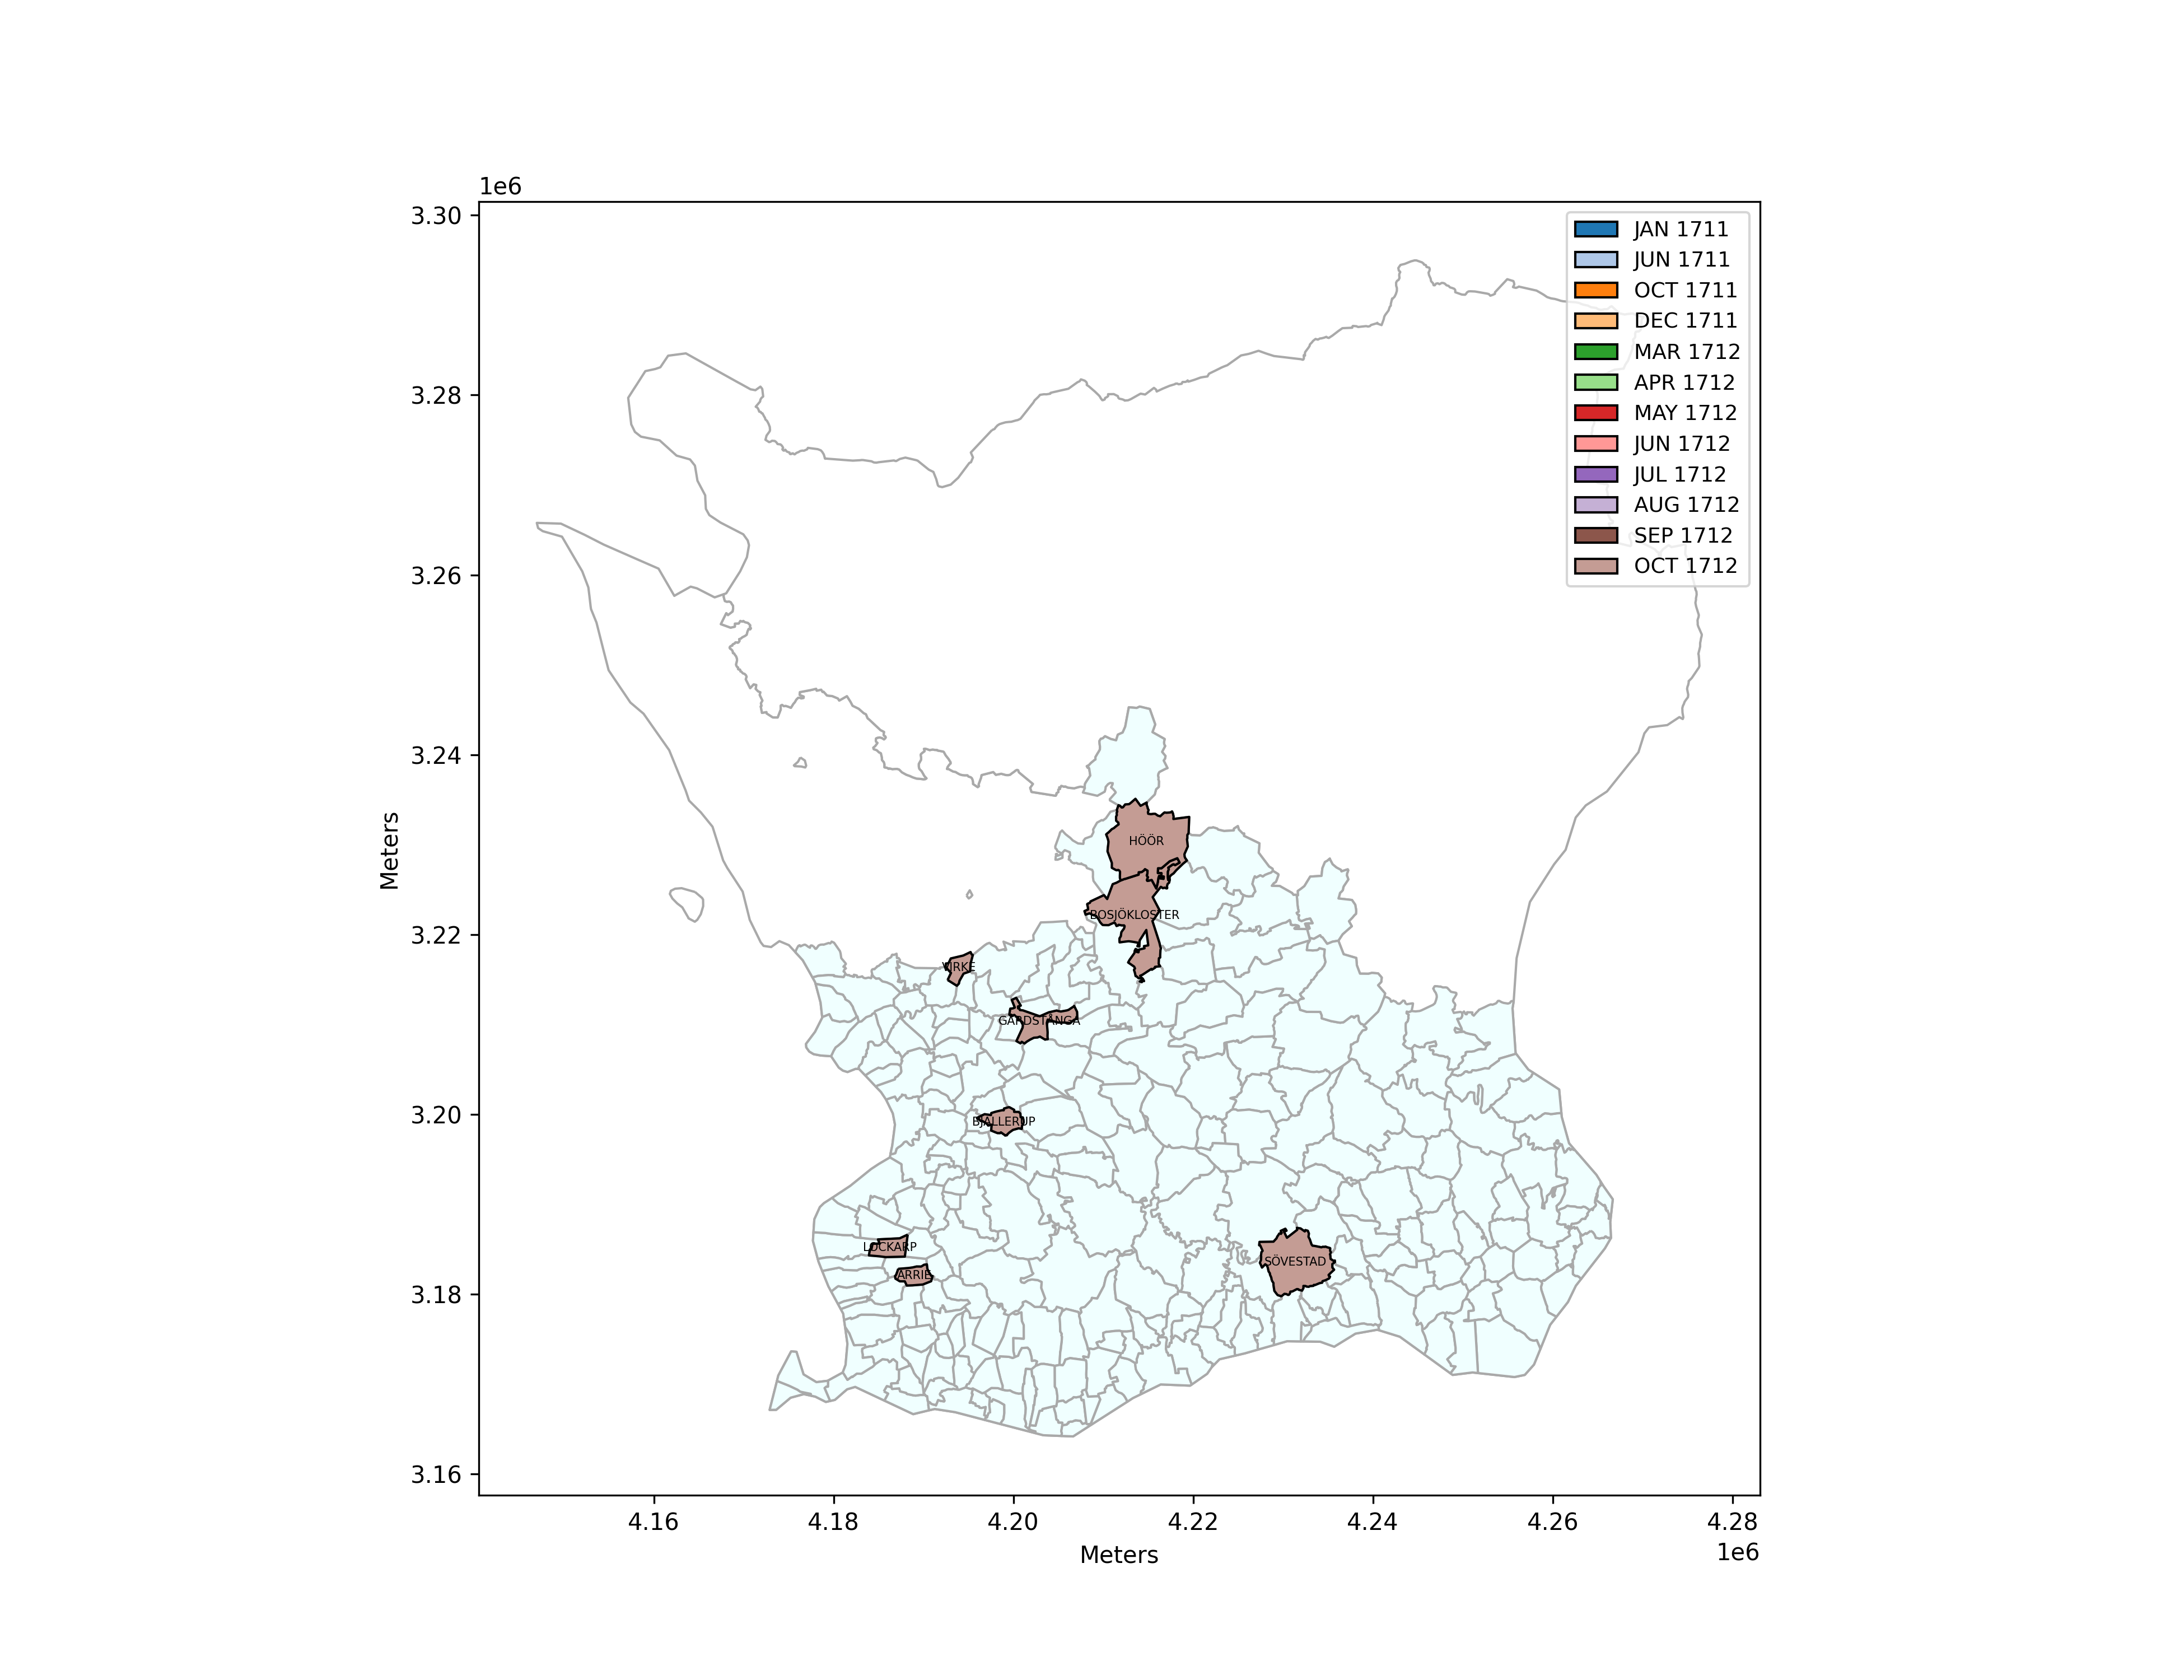 1e6
3.30
3.28
3.26
3.24
3.22
3.20
3.18
3.16
Meters
JAN 1711
JUN 1711
OCT 1711
DEC 1711
MAR 1712
APR 1712
MAY 1712
JUN 1712
JUL 1712
AUG 1712
SEP 1712
OCT 1712
HÖÖR
BOSJÖKLOSTER
VIRKE
GÅRDSTÅNGA
BJÄLLERUP
LOCKARP
ARRIE
SÖVESTAD
4.16
4.18
4.20
4.22
4.24
4.26
4.28
Meters
1e6